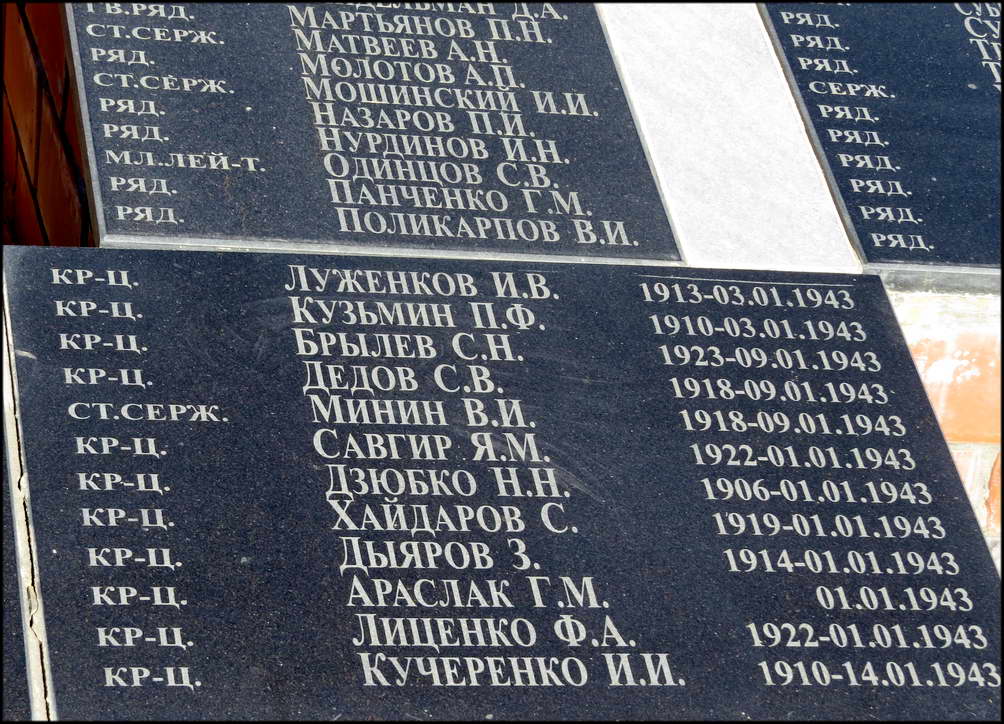 Д.А.
ГВ.РЯД. МАРТЬЯНОВ П.Н.
СТ.СЕРЖ. МАТВЕЕВ А.Н.
РЯД. МОЛОТОВ А.П.
СТ.СЕРЖ. МОШИНСКИЙ И.И.
РЯД. НАЗАРОВ П.И.
РЯД. НУРДИНОВ И.Н.
МЛ.ЛЕЙ-Т. ОДИНЦОВ С.В.
РЯД. ПАНЧЕНКО Г.М.
РЯД. ПОЛИКАРПОВ В.И.
РЯД.
РЯД.
РЯД.
СЕРЖ.
РЯД.
РЯД.
РЯД.
РЯД.
РЯД.
РЯД.
КР-Ц. ЛУЖЕНКОВ И.В. 1913-03.01.1943
КР-Ц. КУЗЬМИН П.Ф. 1910-03.01.1943
КР-Ц. БРЫЛЕВ С.Н. 1923-09.01.1943
КР-Ц. ДЕДОВ С.В. 1918-09.01.1943
СТ.СЕРЖ. МИНИН В.И. 1918-09.01.1943
КР-Ц. САВГИР Я.М. 1922-01.01.1943
КР-Ц. ДЗЮБКО Н.Н. 1906-01.01.1943
КР-Ц. ХАЙДАРОВ С. 1919-01.01.1943
КР-Ц. ДЫЯРОВ З. 1914-01.01.1943
КР-Ц. АРАСЛАК Г.М. 01.01.1943
КР-Ц. ЛИЦЕНКО Ф.А. 1922-01.01.1943
КР-Ц. КУЧЕРЕНКО И.И. 1910-14.01.1943